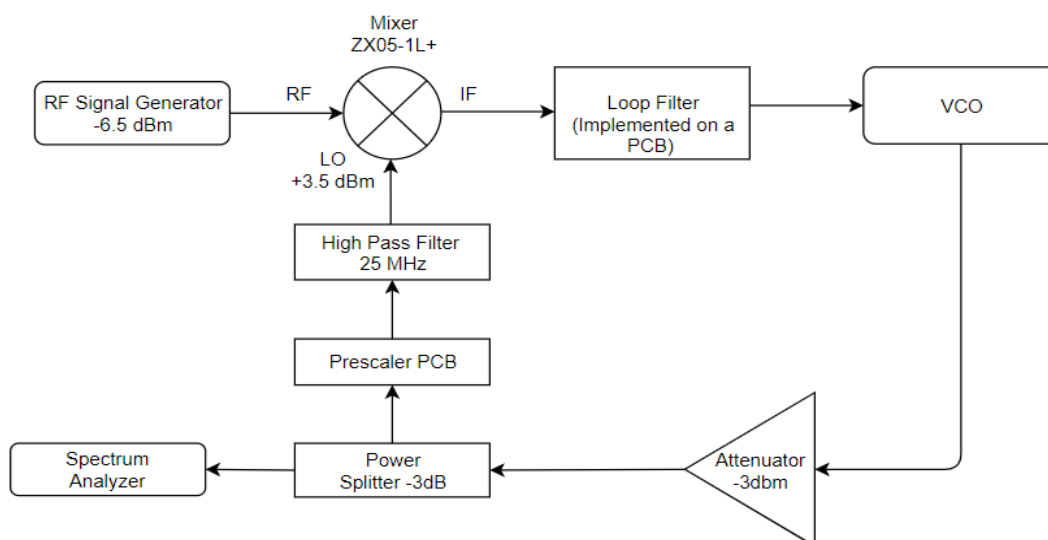 Mixer
ZX05-1L+
RF Signal Generator
-6.5 dBm
RF
IF
Loop Filter
(Implemented on a
PCB)
VCO
LO
+3.5 dBm
High Pass Filter
25 MHz
Prescaler PCB
Spectrum
Analyzer
Power
Splitter -3dB
Attenuator
-3dbm